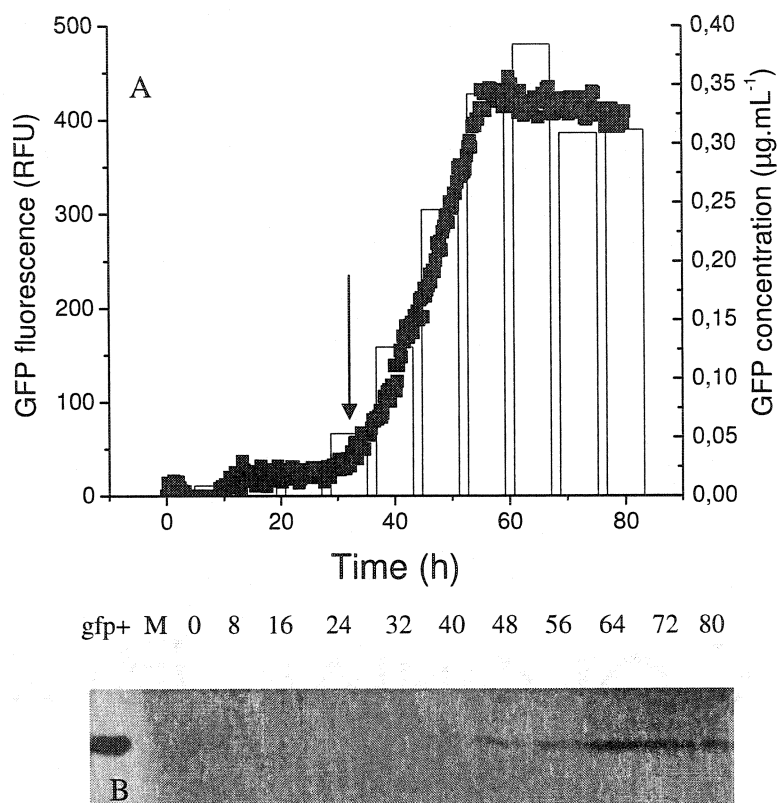 A
GFP fluorescence (RFU)
500
400
300
200
100
0
0,40
0,35
0,30
0,25
0,20
0,15
0,10
0,05
0,00
GFP concentration (µg.mL⁻¹)
0 20 40 60 80
Time (h)
gfp+ M 0 8 16 24 32 40 48 56 64 72 80
B